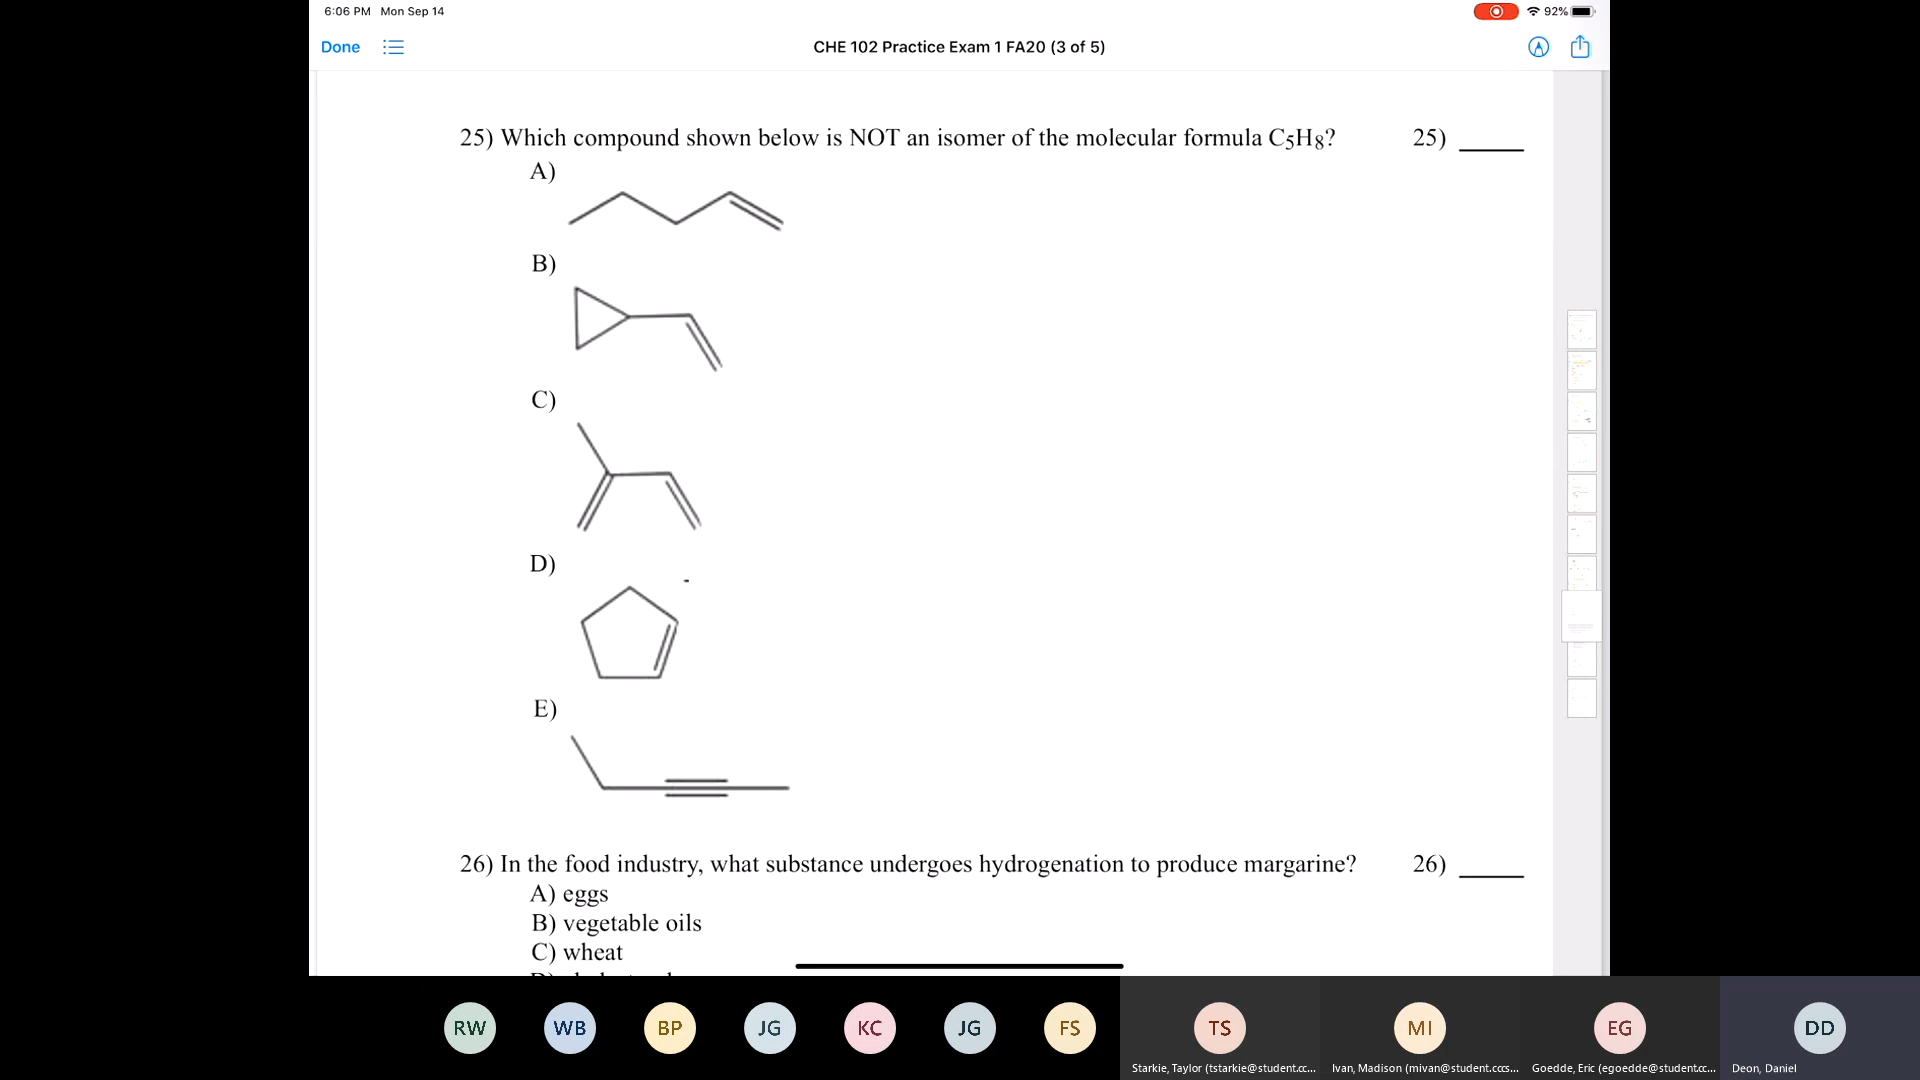 6:06 PM Mon Sep 14
92%
Done
CHE 102 Practice Exam 1 FA20 (3 of 5)
25) Which compound shown below is NOT an isomer of the molecular formula C5H8? 25) _____
A)
B)
C)
D)
E)
26) In the food industry, what substance undergoes hydrogenation to produce margarine? 26) _____
A) eggs
B) vegetable oils
C) wheat
RW WB BP JG KC JG FS TS MI EG DD
Starkie, Taylor (tstarkie@student.cc... Ivan, Madison (mivan@student.cccs... Goedde, Eric (egoedde@student.cc... Deon, Daniel